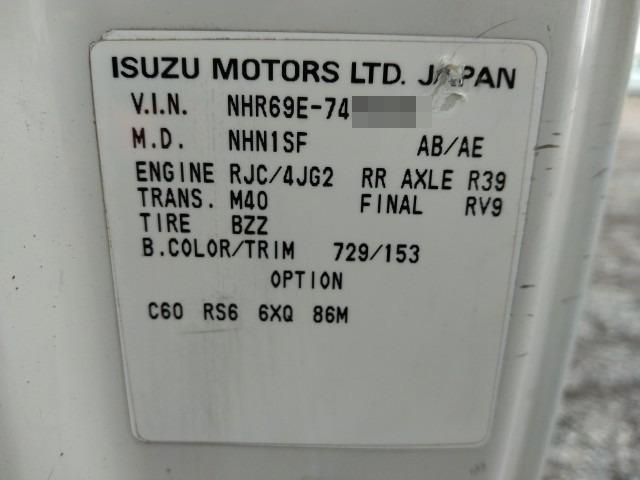 ISUZU MOTORS LTD. JAPAN
V.I.N. NHR69E-74
M.D. NHN1SF AB/AE
ENGINE RJC/4JG2 RR AXLE R39
TRANS. M40 FINAL RV9
TIRE BZZ
B.COLOR/TRIM 729/153
OPTION
C60 RS6 6XQ 86M